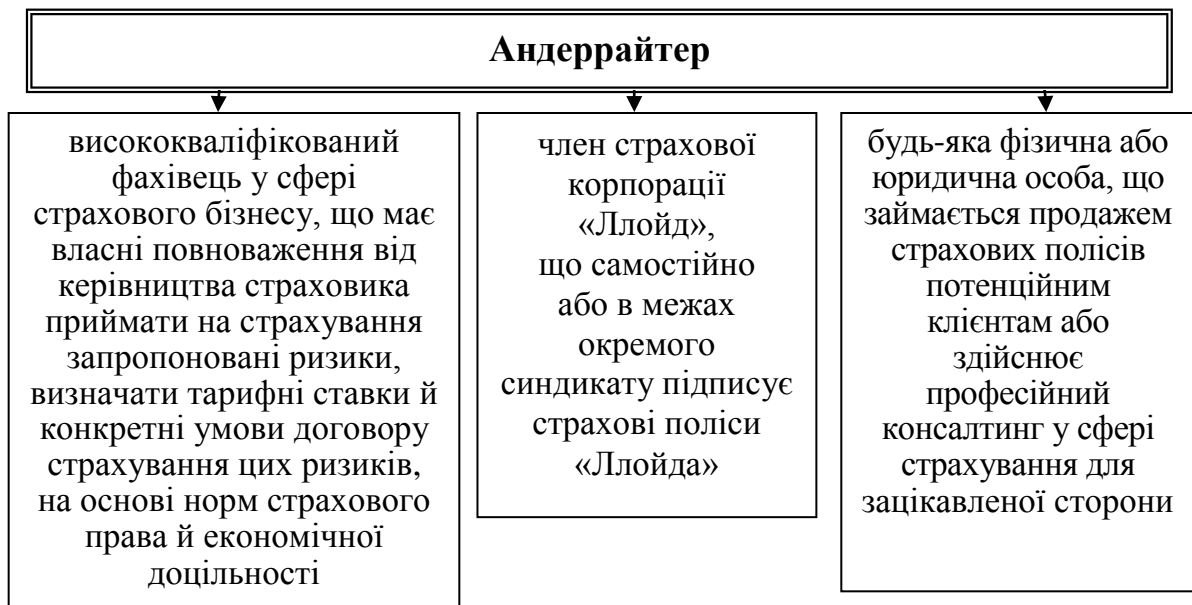 Андеррайтер
висококваліфікований
фахівець у сфері
страхового бізнесу, що має
власні повноваження від
керівництва страховика
приймати на страхування
запропоновані ризики,
визначати тарифні ставки й
конкретні умови договору
страхування цих ризиків,
на основі норм страхового
права й економічної
доцільності
член страхової
корпорації
«Ллойд»,
що самостійно
або в межах
окремого
синдикату підписує
страхові поліси
«Ллойда»
будь-яка фізична або
юридична особа, що
займається продажем
страхових полісів
потенційним
клієнтам або
здійснює
професійний
консалтинг у сфері
страхування для
зацікавленої сторони